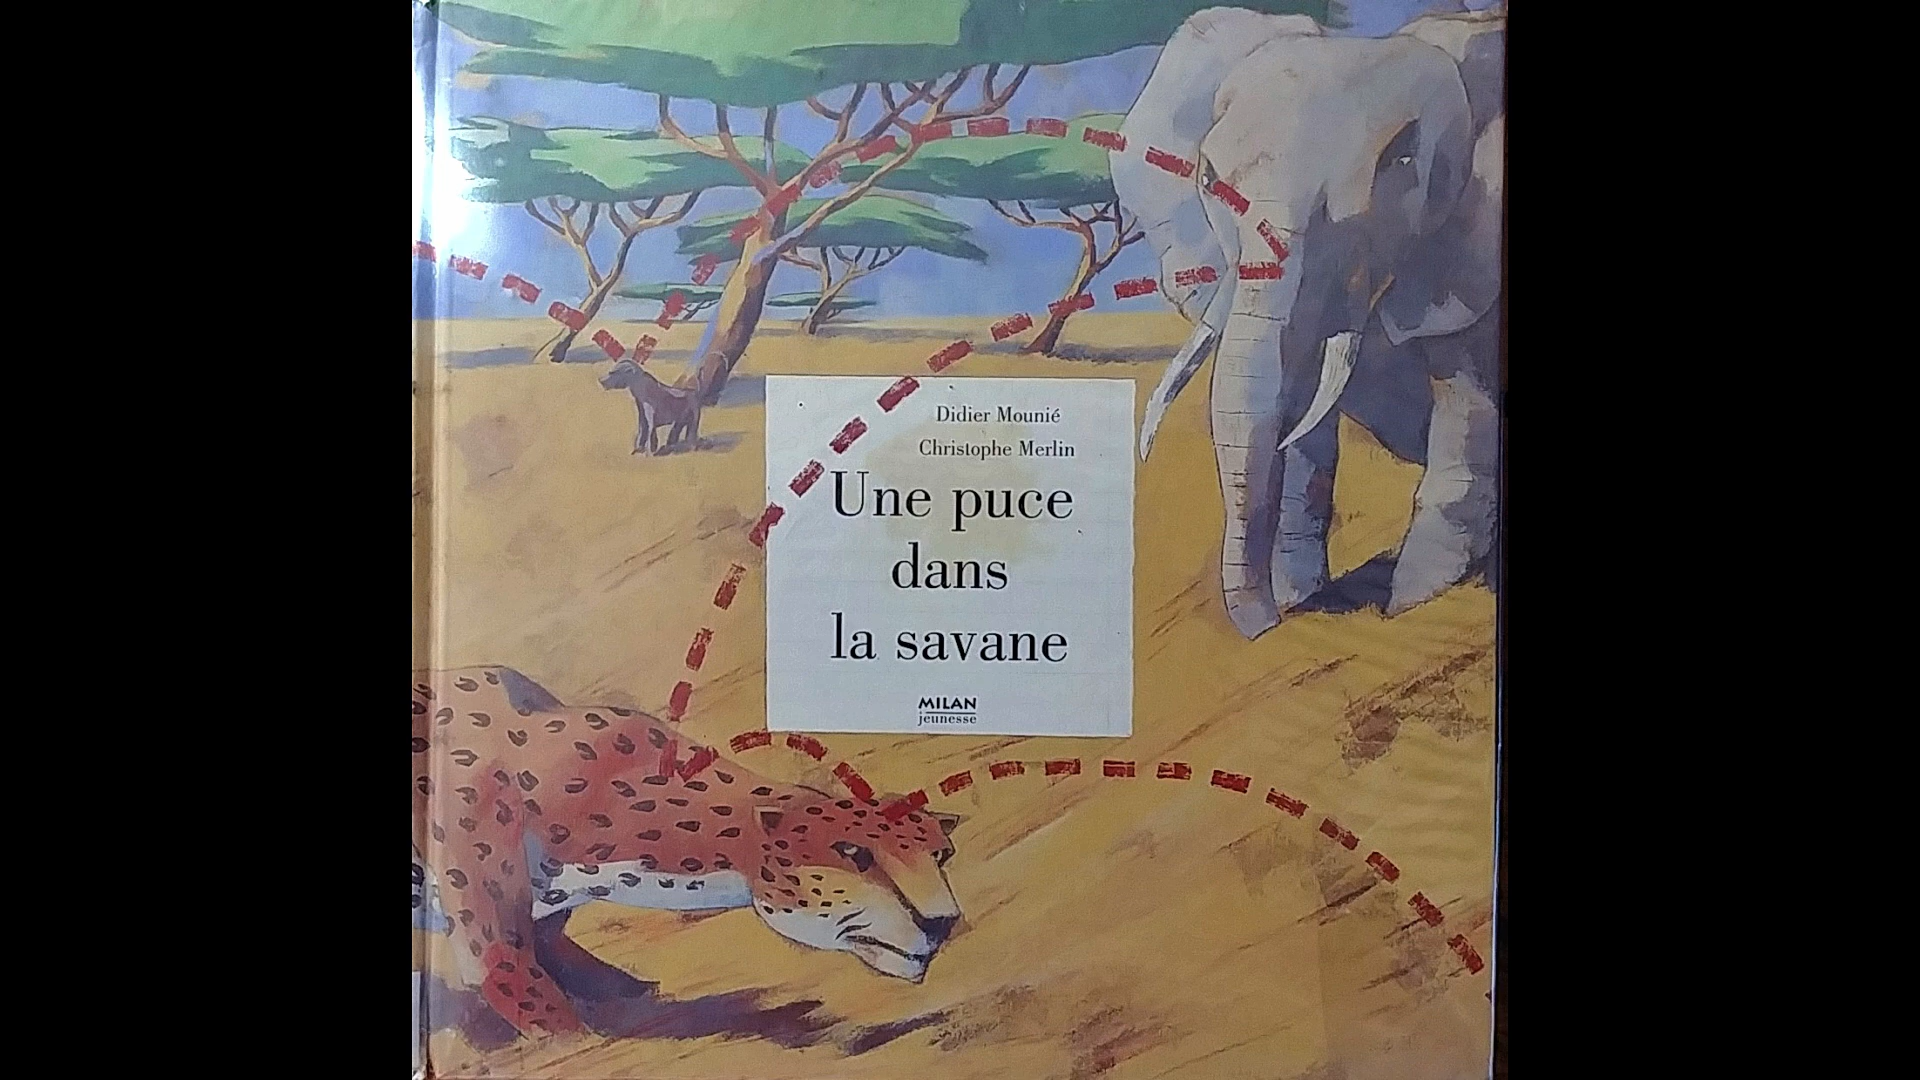 Didier Mounié
Christophe Merlin
Une puce
dans
la savane
MILAN
jeunesse